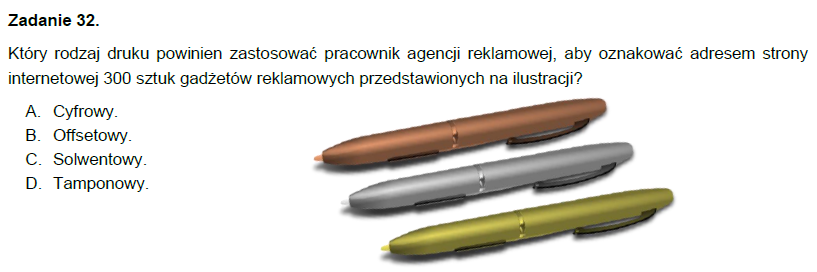 Zadanie 32.
Który rodzaj druku powinien zastosować pracownik agencji reklamowej, aby oznakować adresem strony
internetowej 300 sztuk gadżetów reklamowych przedstawionych na ilustracji?
A. Cyfrowy.
B. Offsetowy.
C. Solwentowy.
D. Tamponowy.